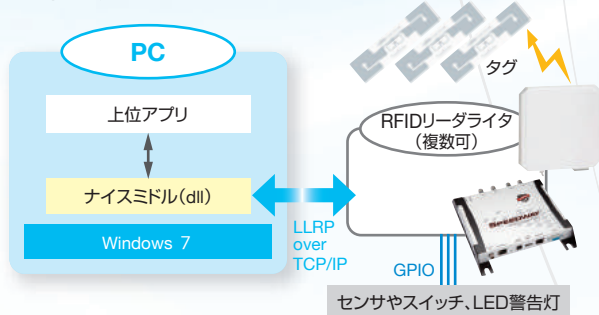 PC
上位アプリ
ナイスミドル(dll)
Windows 7
LLRP
over
TCP/IP
タグ
RFIDリーダライタ
(複数可)
SPEEDWAY
GPIO
センサやスイッチ、LED警告灯